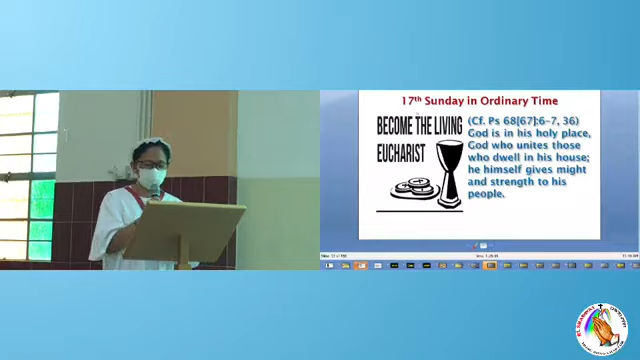 17th Sunday in Ordinary Time
BECOME THE LIVING
EUCHARIST
(Cf. Ps 68[67]:6-7, 36)
God is in his holy place,
God who unites those
who dwell in his house;
he himself gives might
and strength to his
people.